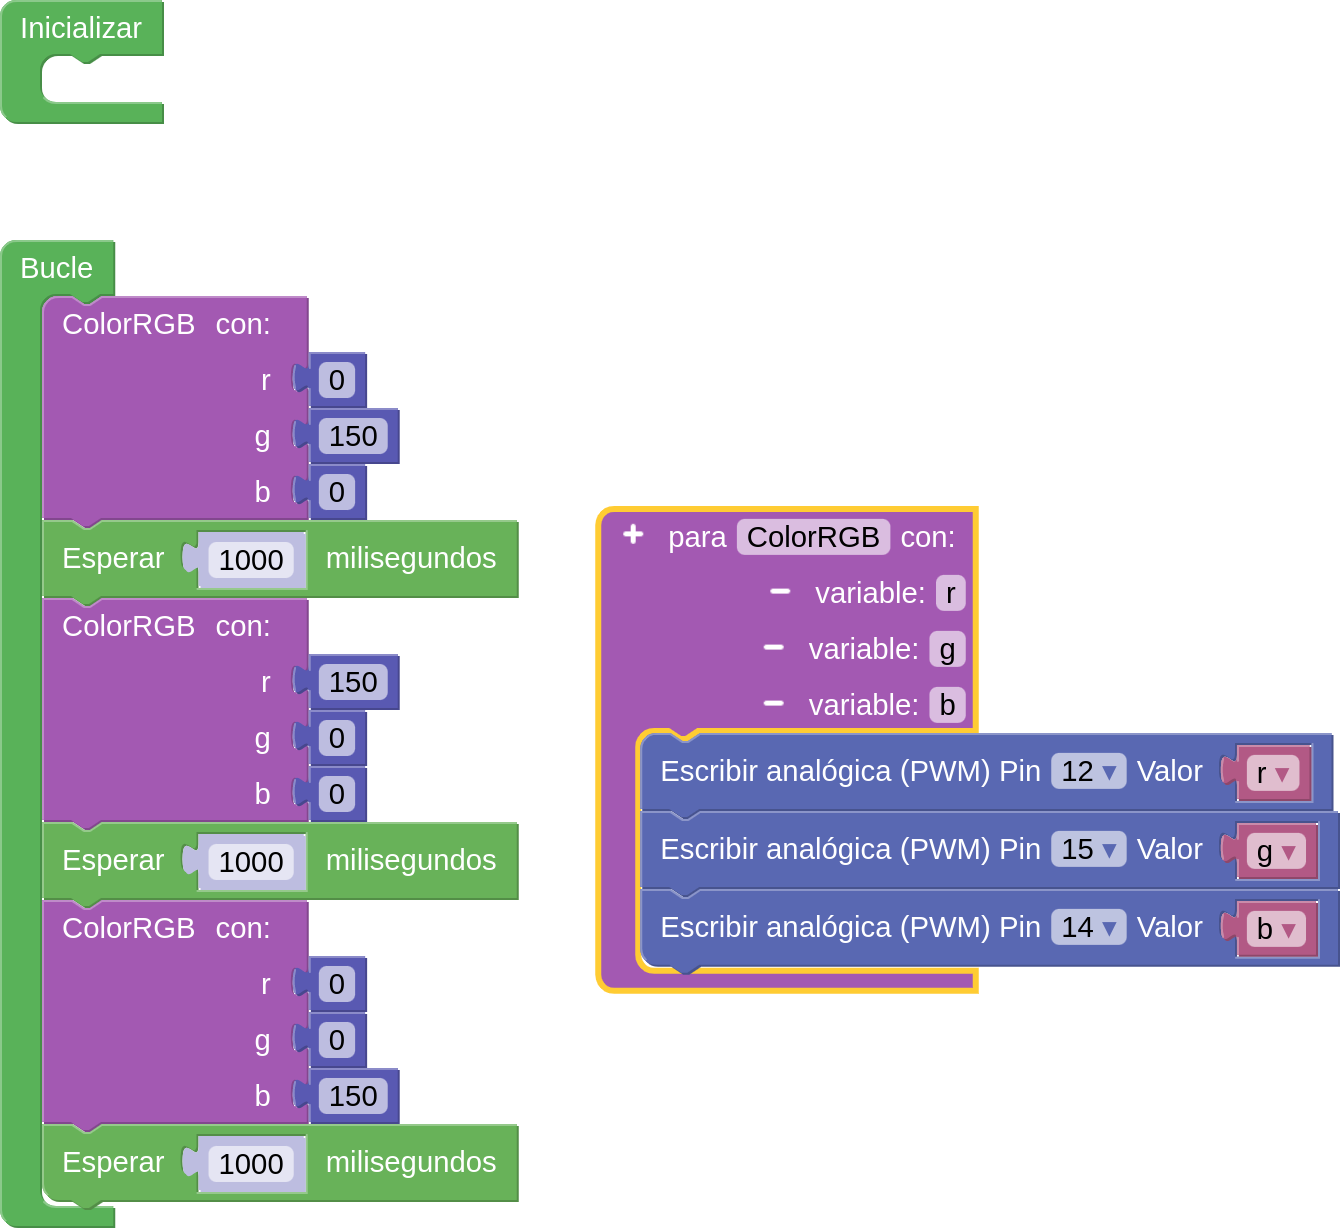 Inicializar
Bucle
ColorRGB con:
r 0
g 150
b 0
Esperar 1000 milisegundos
ColorRGB con:
r 150
g 0
b 0
Esperar 1000 milisegundos
ColorRGB con:
r 0
g 0
b 150
Esperar 1000 milisegundos
para ColorRGB con:
variable: r
variable: g
variable: b
Escribir analógica (PWM) Pin 12 ▾ Valor r ▾
Escribir analógica (PWM) Pin 15 ▾ Valor g ▾
Escribir analógica (PWM) Pin 14 ▾ Valor b ▾